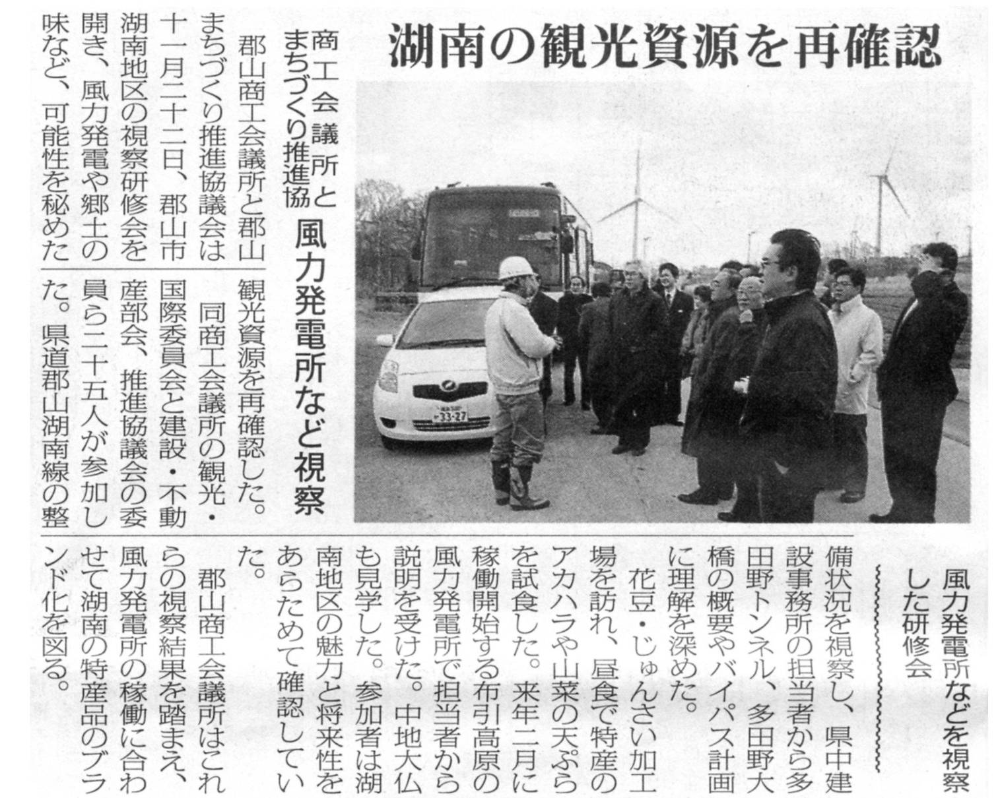 湖南の観光資源を再確認
商工会議所と
まちづくり推進協
風力発電所など視察
郡山商工会議所と郡山
まちづくり推進協議会は
十一月二十二日、郡山市
湖南地区の視察研修会を
開き、風力発電や郷土の
味など、可能性を秘めた
観光資源を再確認した。
同商工会議所の観光・
国際委員会と建設・不動
産部会、推進協議会の委
員ら二十五人が参加し
た。県道郡山湖南線の整
備状況を視察し、県中建
設事務所の担当者から多
田野トンネル、多田野大
橋の概要やバイパス計画
に理解を深めた。
花豆・じゅんさい加工
場を訪れ、昼食で特産の
アカハラや山菜の天ぷら
を試食した。来年二月に
稼働開始する布引高原の
風力発電所で担当者から
説明を受けた。中地大仏
も見学した。参加者は湖
南地区の魅力と将来性を
あらためて確認してい
た。
郡山商工会議所はこれ
らの視察結果を踏まえ、
風力発電所の稼働に合わ
せて湖南の特産品のブラ
ンド化を図る。
風力発電所などを視察
した研修会
33-27